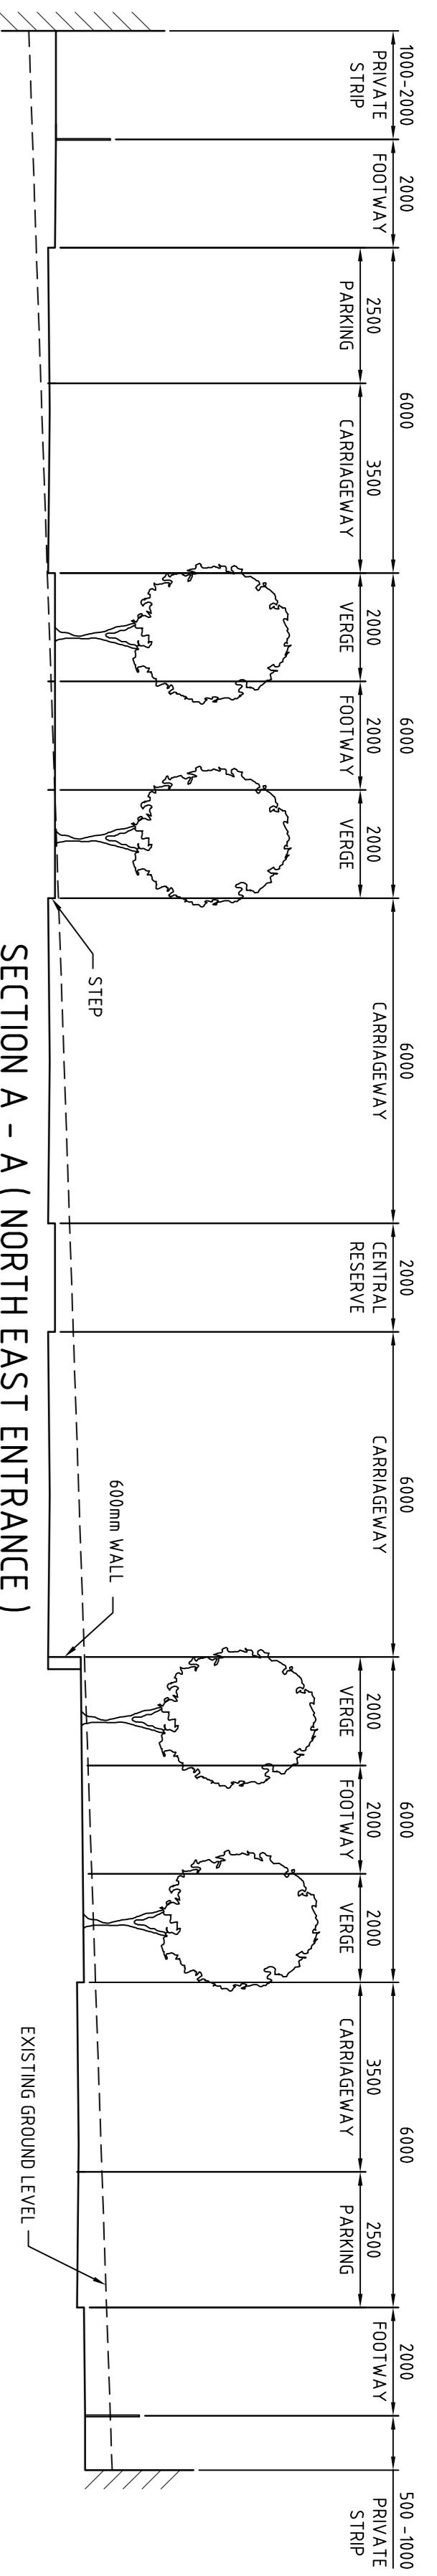 1000-2000
PRIVATE
STRIP
2000
FOOTWAY
6000
2500
PARKING
3500
CARRIAGEWAY
6000
2000
VERGE
2000
FOOTWAY
2000
VERGE
6000
CARRIAGEWAY
2000
CENTRAL
RESERVE
6000
CARRIAGEWAY
6000
2000
VERGE
2000
FOOTWAY
2000
VERGE
6000
3500
CARRIAGEWAY
2500
PARKING
2000
FOOTWAY
500 -1000
PRIVATE
STRIP
STEP
600mm WALL
EXISTING GROUND LEVEL
SECTION A - A ( NORTH EAST ENTRANCE )